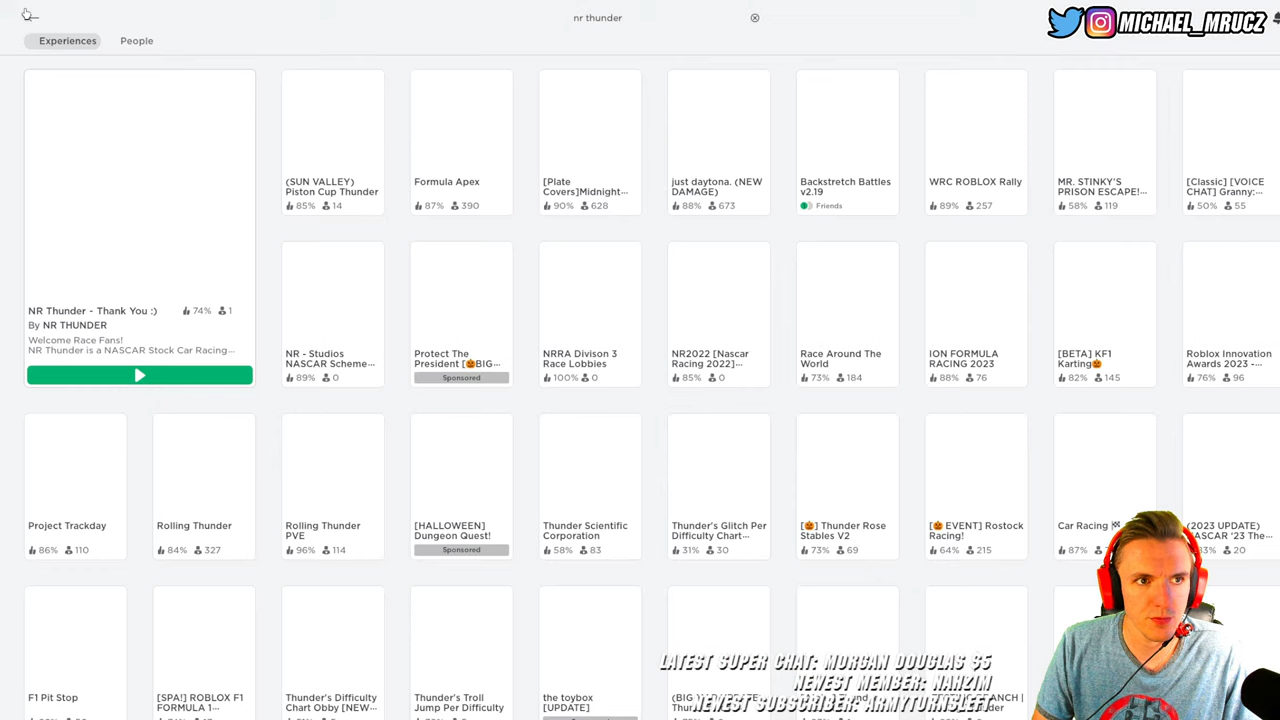 nr thunder
MICHAEL_MRUCZ
Experiences
People
NR Thunder - Thank You :)
74% 1
By NR THUNDER
Welcome Race Fans!
NR Thunder is a NASCAR Stock Car Racing...
(SUN VALLEY)
Piston Cup Thunder
85% 14
Formula Apex
87% 390
[Plate
Covers]Midnight...
90% 628
just daytona. (NEW
DAMAGE)
88% 673
Backstretch Battles
v2.19
Friends
WRC ROBLOX Rally
89% 257
MR. STINKY'S
PRISON ESCAPE!...
58% 119
[Classic] [VOICE
CHAT] Granny:...
50% 55
NR - Studios
NASCAR Scheme...
89% 0
Protect The
President [🎃BIG...
Sponsored
NRRA Divison 3
Race Lobbies
100% 0
NR2022 [Nascar
Racing 2022]...
85% 0
Race Around The
World
73% 184
ION FORMULA
RACING 2023
88% 76
[BETA] KF1
Karting🎃
82% 145
Roblox Innovation
Awards 2023 -...
76% 96
Project Trackday
86% 110
Rolling Thunder
84% 327
Rolling Thunder
PVE
96% 114
[HALLOWEEN]
Dungeon Quest!
Sponsored
Thunder Scientific
Corporation
58% 83
Thunder's Glitch Per
Difficulty Chart...
31% 30
[🎃] Thunder Rose
Stables V2
73% 69
[🎃 EVENT] Rostock
Racing!
64% 215
Car Racing
87%
(2023 UPDATE)
NASCAR '23 The...
20
F1 Pit Stop
[SPA!] ROBLOX F1
FORMULA 1...
Thunder's Difficulty
Chart Obby [NEW...
Thunder's Troll
Jump Per Difficulty
the toybox
[UPDATE]
LATEST SUPER CHAT: MORGAN DOUGLAS $5
NEWEST MEMBER: NAHZIM
NEWEST SUBSCRIBER: